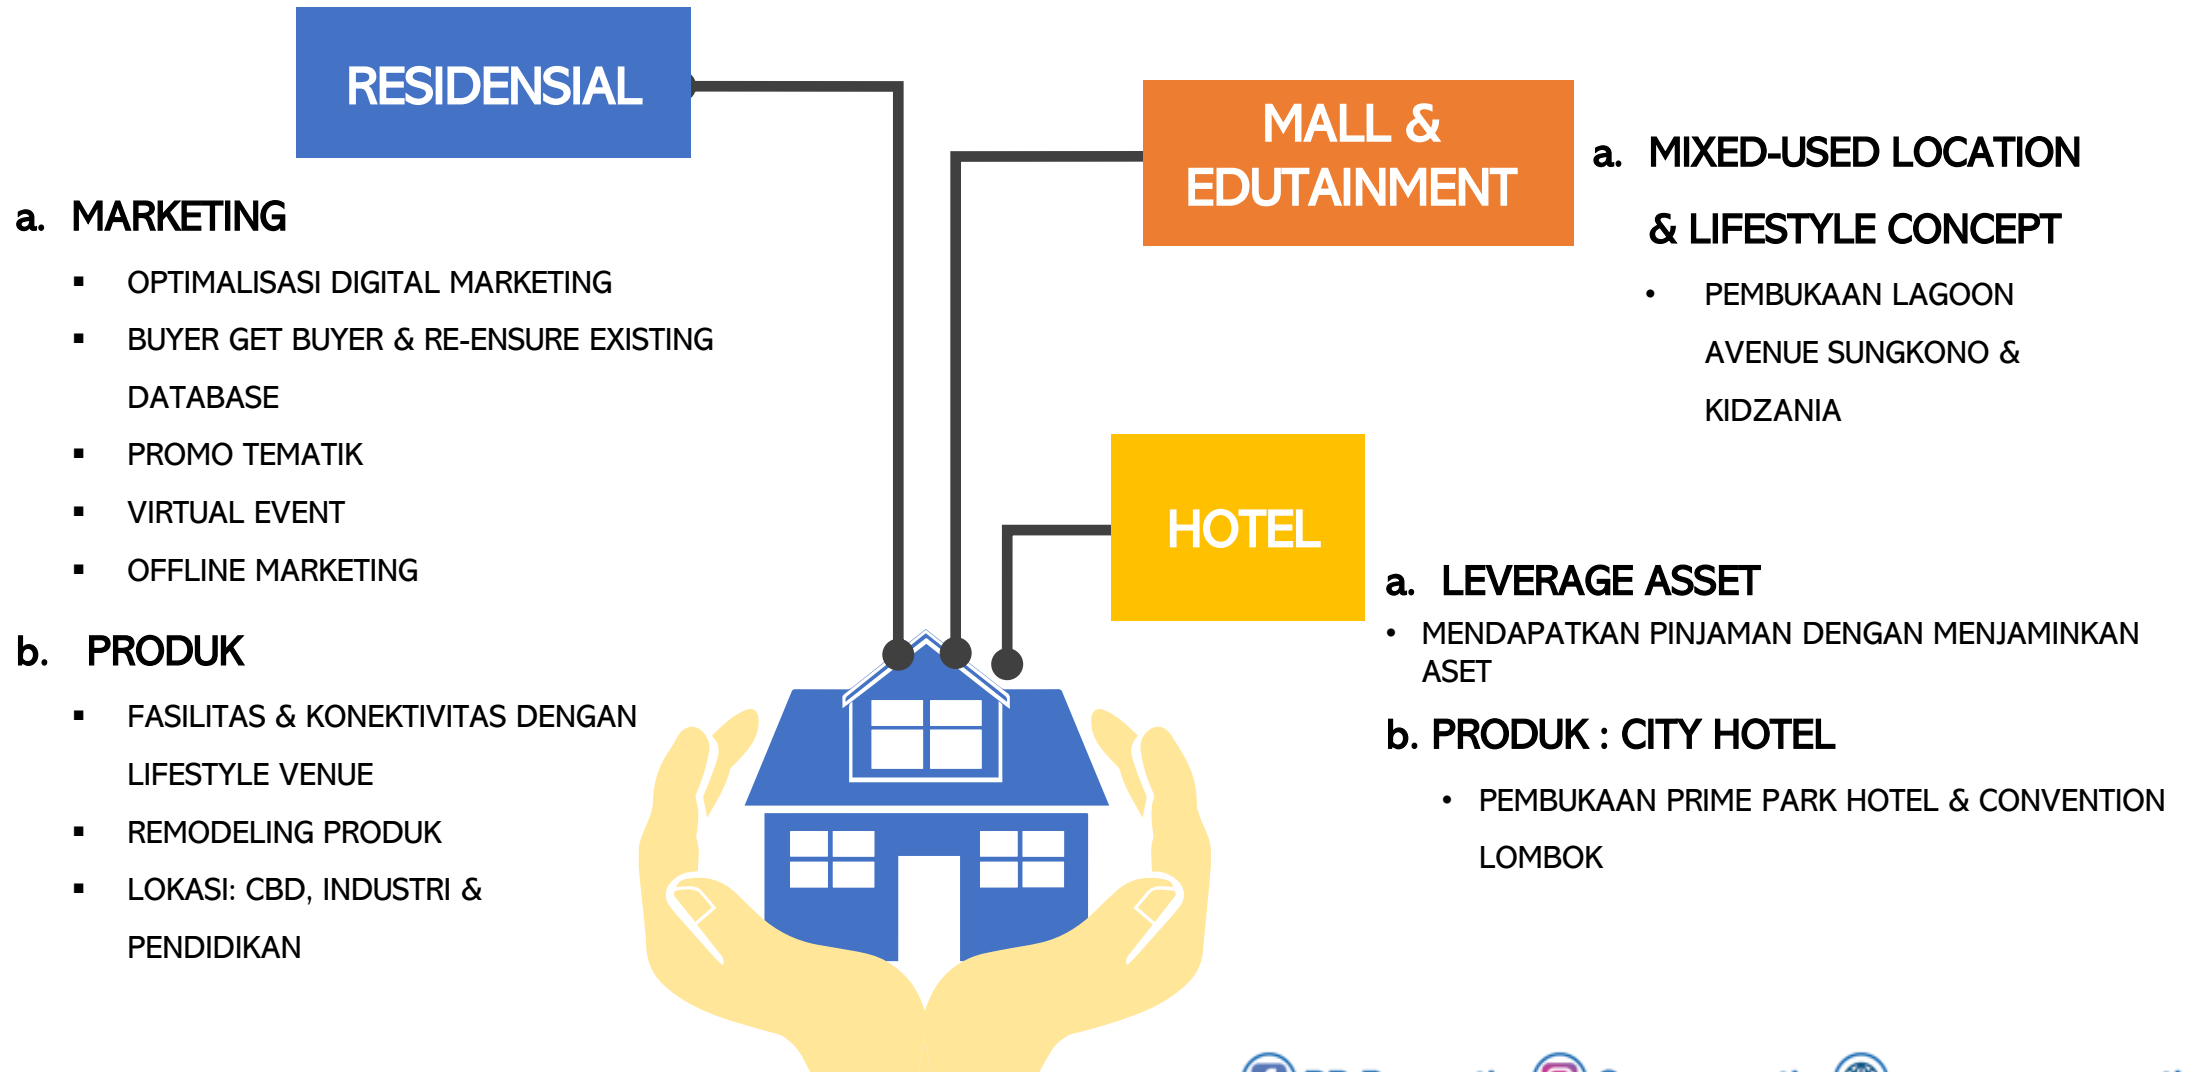 RESIDENSIAL
a. MARKETING
▪ OPTIMALISASI DIGITAL MARKETING
▪ BUYER GET BUYER & RE-ENSURE EXISTING
DATABASE
▪ PROMO TEMATIK
▪ VIRTUAL EVENT
▪ OFFLINE MARKETING
b. PRODUK
▪ FASILITAS & KONEKTIVITAS DENGAN
LIFESTYLE VENUE
▪ REMODELING PRODUK
▪ LOKASI: CBD, INDUSTRI &
PENDIDIKAN
MALL &
EDUTAINMENT
a. MIXED-USED LOCATION
& LIFESTYLE CONCEPT
• PEMBUKAAN LAGOON
AVENUE SUNGKONO &
KIDZANIA
HOTEL
a. LEVERAGE ASSET
• MENDAPATKAN PINJAMAN DENGAN MENJAMINKAN
ASET
b. PRODUK : CITY HOTEL
• PEMBUKAAN PRIME PARK HOTEL & CONVENTION
LOMBOK